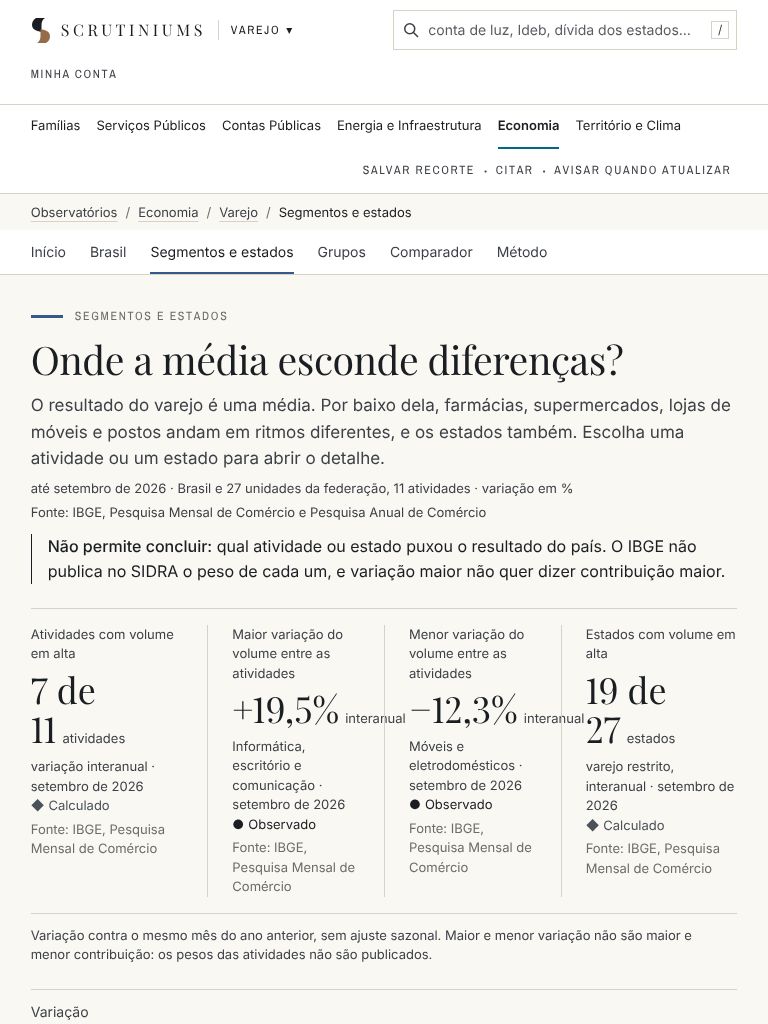 SCRUTINIUMS
VAREJO ▾
conta de luz, Ideb, dívida dos estados...
/
MINHA CONTA
Famílias Serviços Públicos Contas Públicas Energia e Infraestrutura Economia Território e Clima
SALVAR RECORTE · CITAR · AVISAR QUANDO ATUALIZAR
Observatórios / Economia / Varejo / Segmentos e estados
Início Brasil Segmentos e estados Grupos Comparador Método
SEGMENTOS E ESTADOS
Onde a média esconde diferenças?
O resultado do varejo é uma média. Por baixo dela, farmácias, supermercados, lojas de
móveis e postos andam em ritmos diferentes, e os estados também. Escolha uma
atividade ou um estado para abrir o detalhe.
até setembro de 2026 · Brasil e 27 unidades da federação, 11 atividades · variação em %
Fonte: IBGE, Pesquisa Mensal de Comércio e Pesquisa Anual de Comércio
Não permite concluir: qual atividade ou estado puxou o resultado do país. O IBGE não
publica no SIDRA o peso de cada um, e variação maior não quer dizer contribuição maior.
Atividades com volume
em alta
7 de
11 atividades
variação interanual ·
setembro de 2026
◆ Calculado
Fonte: IBGE, Pesquisa
Mensal de Comércio
Maior variação do
volume entre as
atividades
+19,5% interanual
Informática,
escritório e
comunicação ·
setembro de 2026
● Observado
Fonte: IBGE,
Pesquisa Mensal de
Comércio
Menor variação do
volume entre as
atividades
−12,3% interanual
Móveis e
eletrodomésticos ·
setembro de 2026
● Observado
Fonte: IBGE,
Pesquisa Mensal de
Comércio
Estados com volume em
alta
19 de
27 estados
varejo restrito,
interanual · setembro de
2026
◆ Calculado
Fonte: IBGE, Pesquisa
Mensal de Comércio
Variação contra o mesmo mês do ano anterior, sem ajuste sazonal. Maior e menor variação não são maior e
menor contribuição: os pesos das atividades não são publicados.
Variação